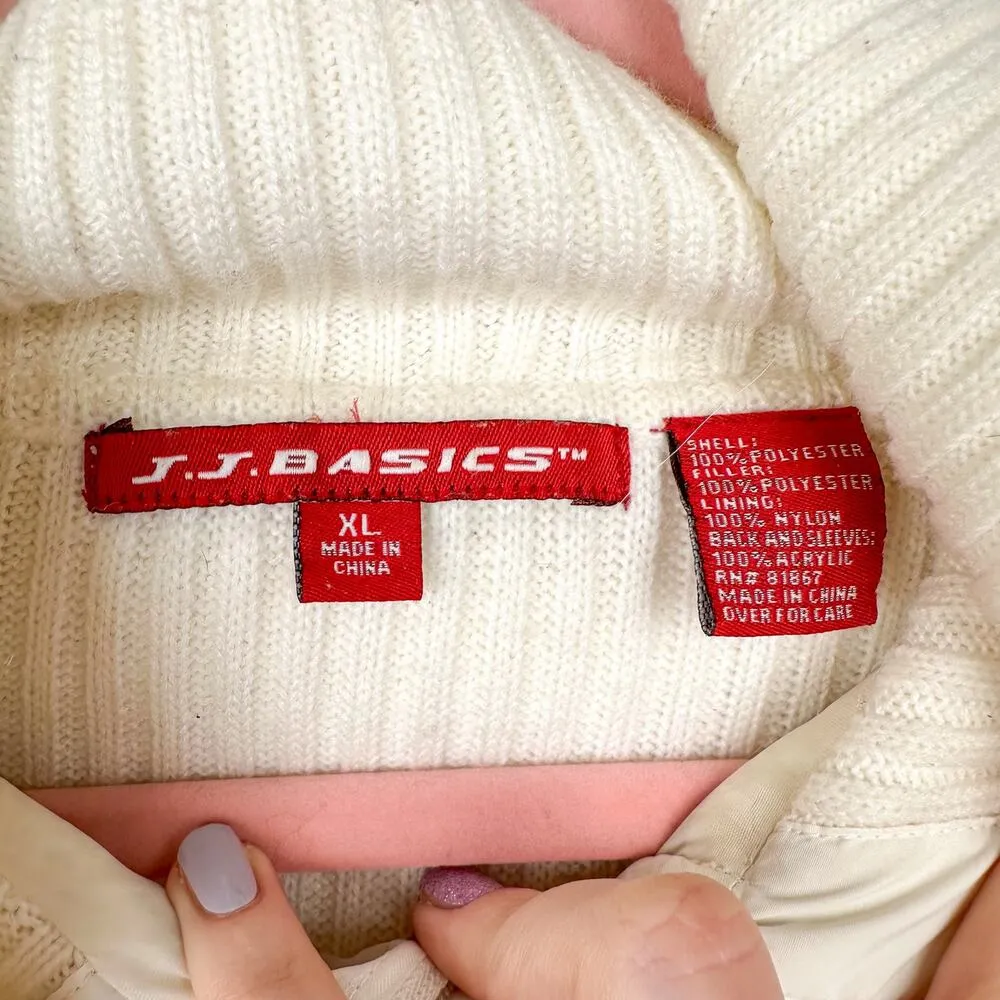 J.J.BASICS™
XL
MADE IN
CHINA
SHELL:
100% POLYESTER
FILLER:
100% POLYESTER
LINING:
100% NYLON
BACK AND SLEEVES:
100% ACRYLIC
RN# 81867
MADE IN CHINA
OVER FOR CARE